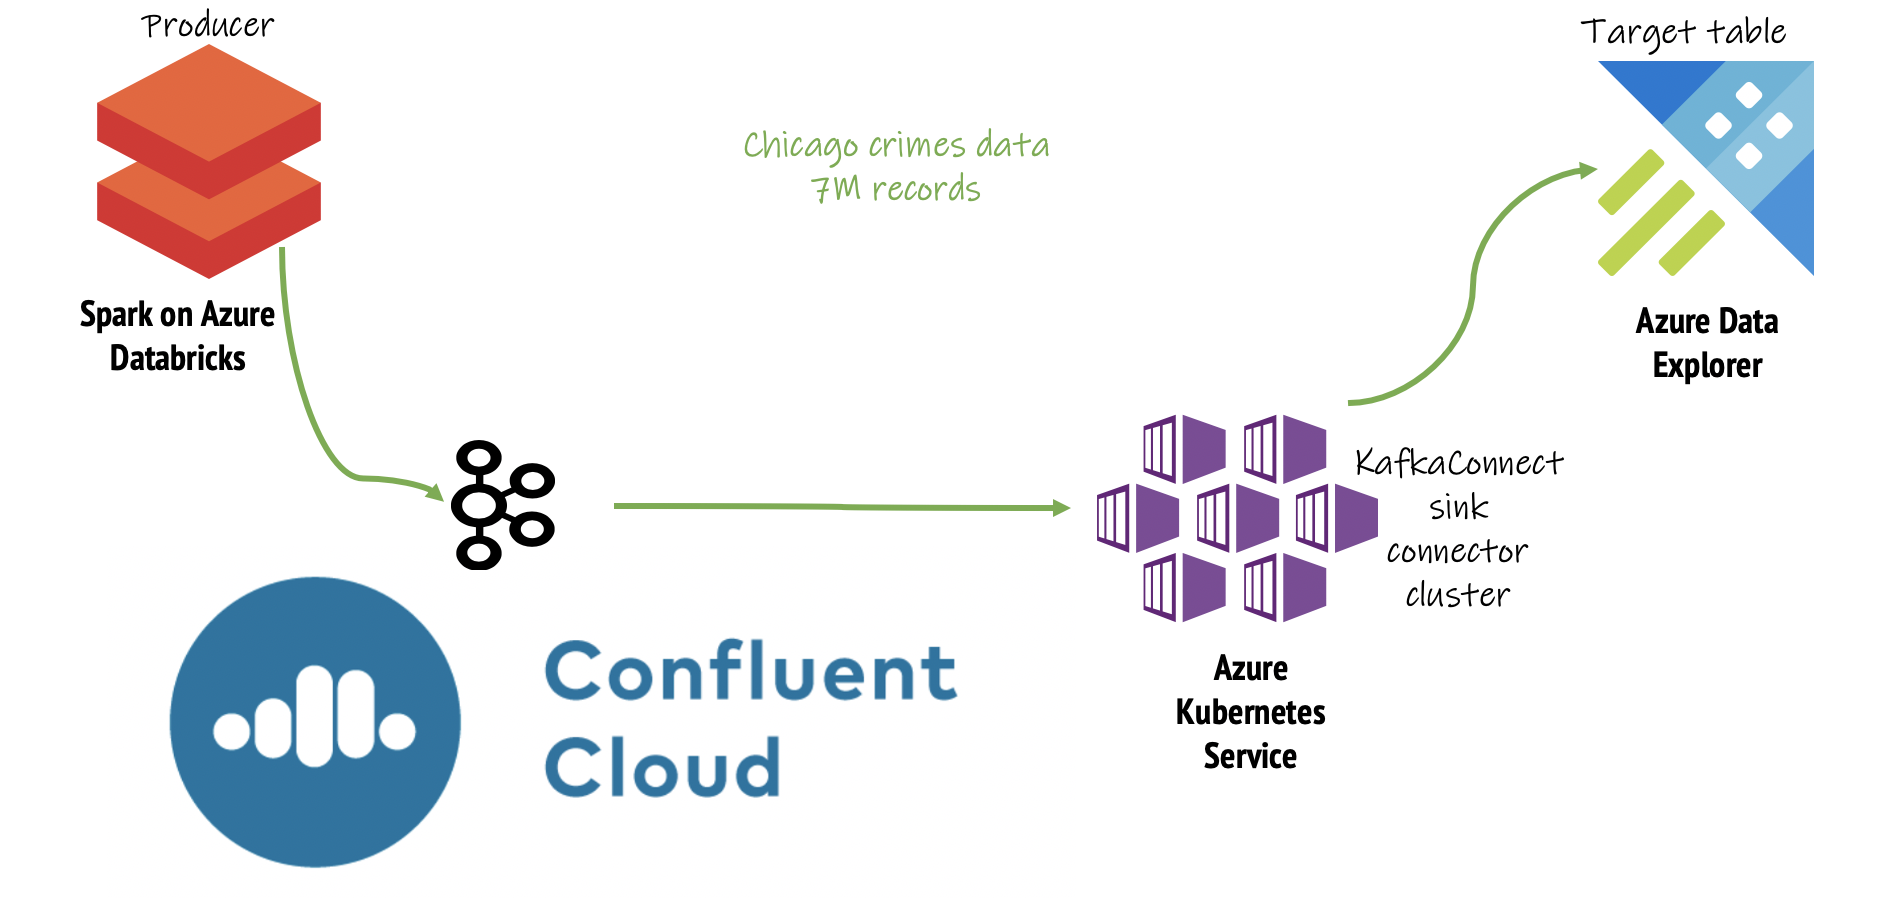 Producer
Target table
Chicago crimes data
7M records
Spark on Azure
Databricks
Azure Data
Explorer
KafkaConnect
sink
connector
cluster
Confluent
Cloud
Azure
Kubernetes
Service